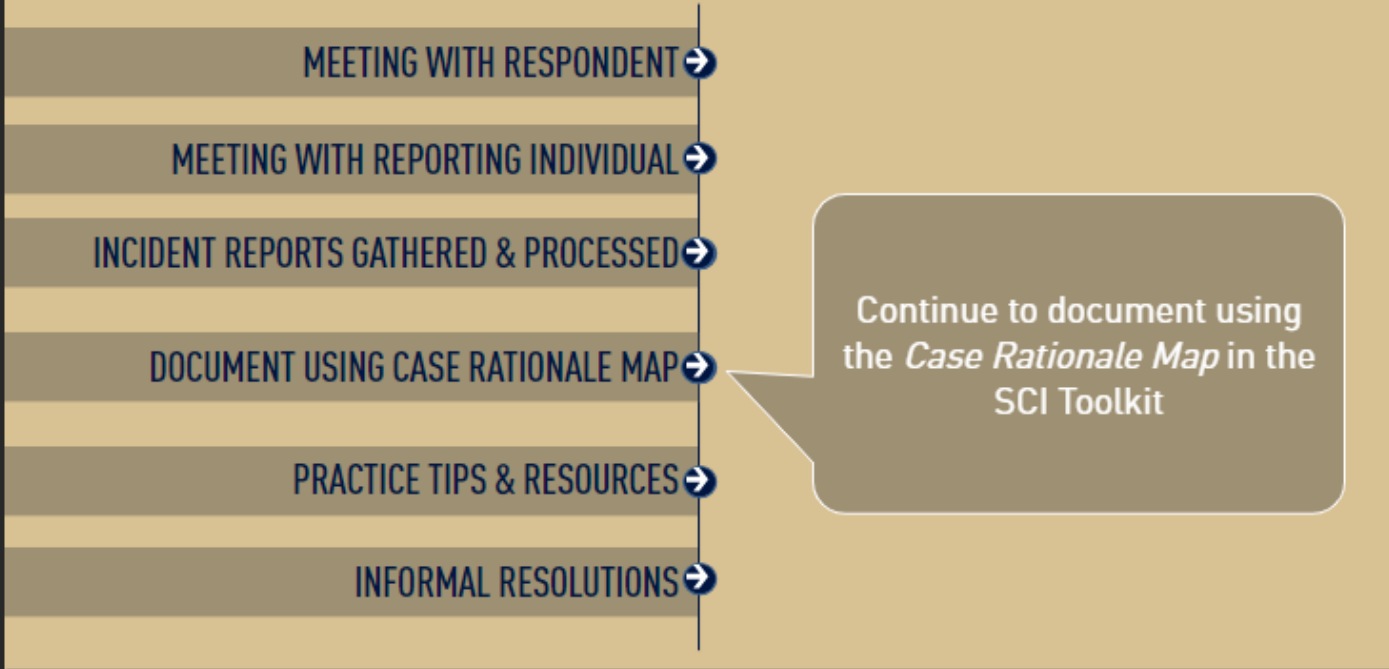 MEETING WITH RESPONDENT
MEETING WITH REPORTING INDIVIDUAL
INCIDENT REPORTS GATHERED & PROCESSED
DOCUMENT USING CASE RATIONALE MAP
PRACTICE TIPS & RESOURCES
INFORMAL RESOLUTIONS
Continue to document using
the Case Rationale Map in the
SCI Toolkit